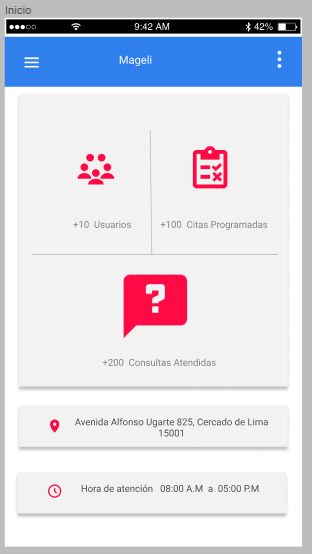 Inicio
9:42 AM 42%
Mageli
+10 Usuarios
+100 Citas Programadas
?
+200 Consultas Atendidas
Avenida Alfonso Ugarte 825, Cercado de Lima
15001
Hora de atención 08:00 A.M a 05:00 P.M